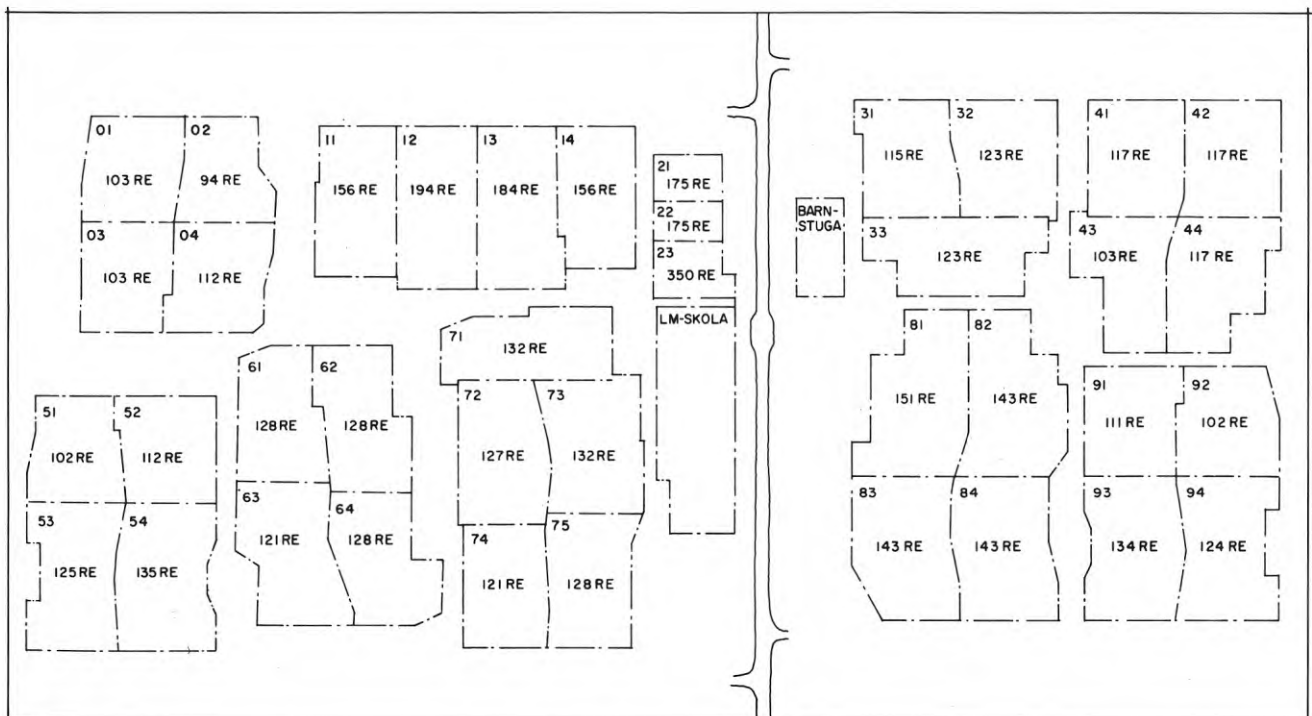 01
103 RE
02
94 RE
03
103 RE
04
112 RE
11
156 RE
12
194 RE
13
184 RE
14
156 RE
21
175 RE
22
175 RE
23
350 RE
LM-SKOLA
BARN-
STUGA
31
115 RE
32
123 RE
33
123 RE
41
117 RE
42
117 RE
43
103 RE
44
117 RE
51
102 RE
52
112 RE
53
125 RE
54
135 RE
61
128 RE
62
128 RE
63
121 RE
64
128 RE
71
132 RE
72
127 RE
73
132 RE
74
121 RE
75
128 RE
81
151 RE
82
143 RE
83
143 RE
84
143 RE
91
111 RE
92
102 RE
93
134 RE
94
124 RE